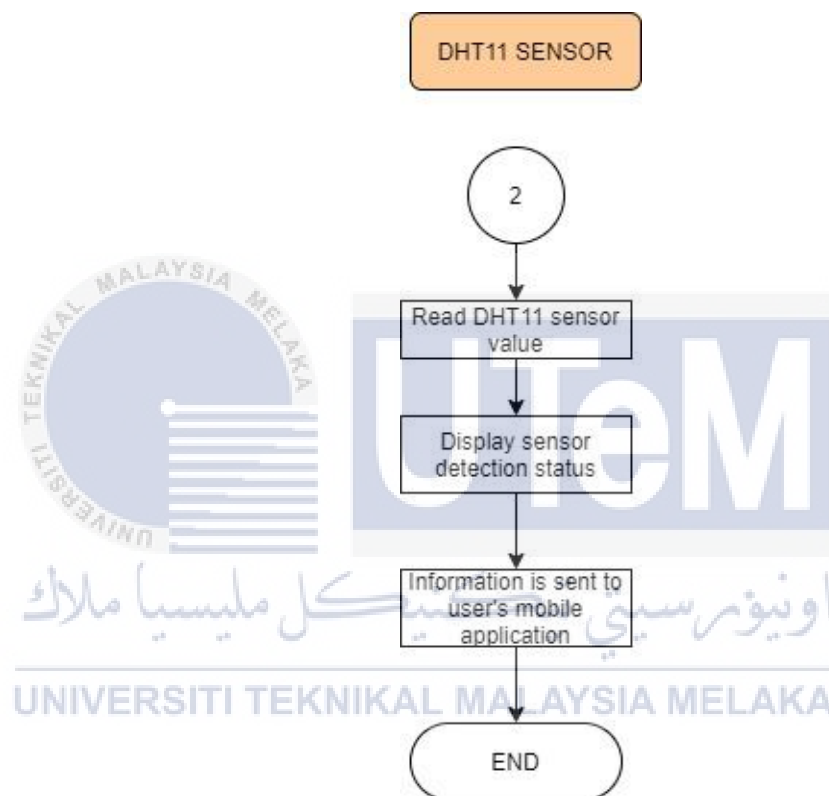 DHT11 SENSOR
2
UNIVERSITI TEKNIKAL MALAYSIA MELAKA
UTeM
Read DHT11 sensor
value
Display sensor
detection status
Information is sent to
user's mobile
application
اونيۏرسيتي تيكنيكل مليسيا ملاك
UNIVERSITI TEKNIKAL MALAYSIA MELAKA
END